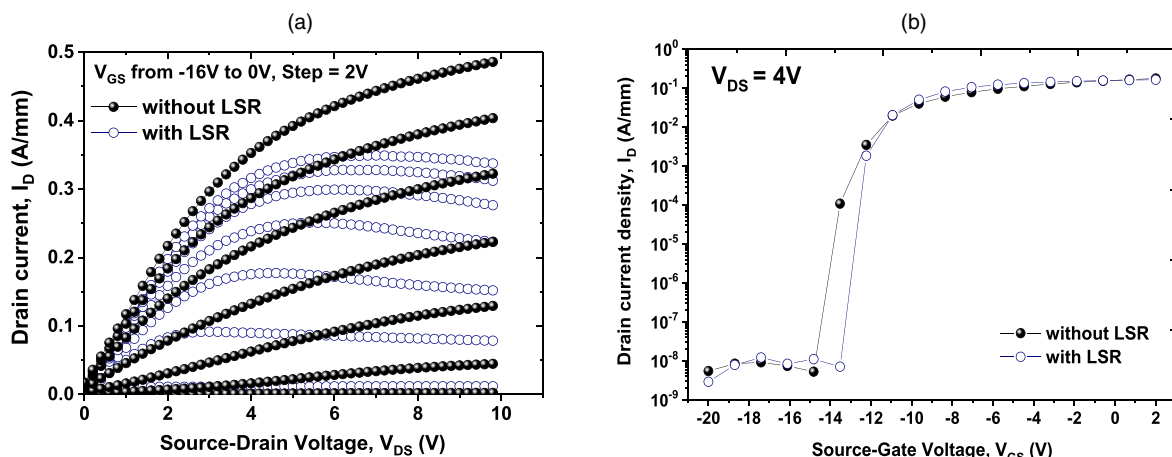 (a)
0.5
0.4
0.3
0.2
0.1
0.0
0 2 4 6 8 10
Drain current, I_D (A/mm)
Source-Drain Voltage, V_DS (V)
V_GS from -16V to 0V, Step = 2V
without LSR
with LSR
(b)
10^0
10^-1
10^-2
10^-3
10^-4
10^-5
10^-6
10^-7
10^-8
10^-9
-20 -18 -16 -14 -12 -10 -8 -6 -4 -2 0 2
Drain current density, I_D (A/mm)
Source-Gate Voltage, V_GS (V)
V_DS = 4V
without LSR
with LSR